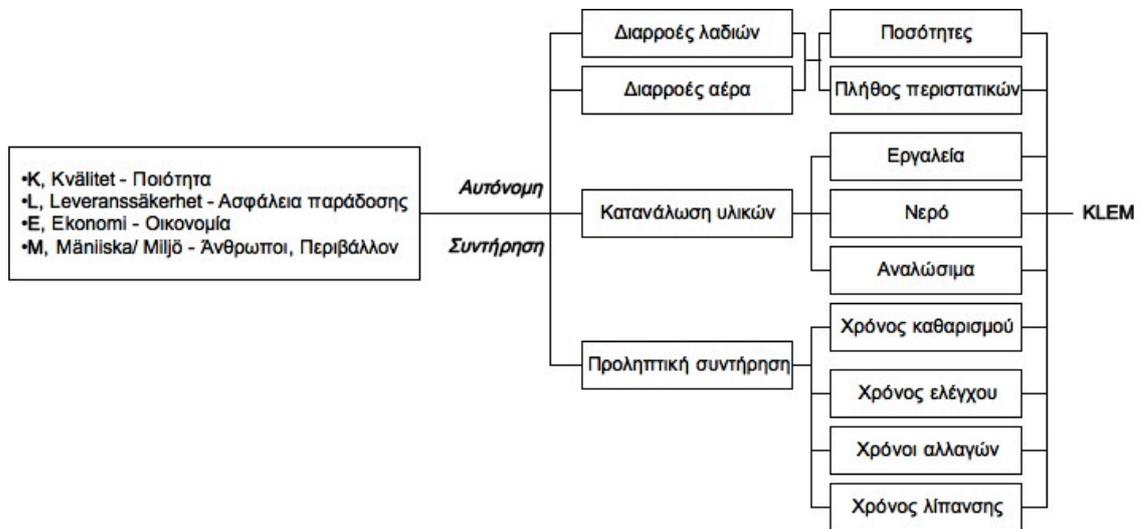 •K, Kvälitet - Ποιότητα
•L, Leveranssäkerhet - Ασφάλεια παράδοσης
•E, Ekonomi - Οικονομία
•M, Mäniiska/ Miljö - Άνθρωποι, Περιβάλλον
Αυτόνομη
Συντήρηση
Διαρροές λαδιών
Διαρροές αέρα
Ποσότητες
Πλήθος περιστατικών
Κατανάλωση υλικών
Εργαλεία
Νερό
Αναλώσιμα
Προληπτική συντήρηση
Χρόνος καθαρισμού
Χρόνος ελέγχου
Χρόνοι αλλαγών
Χρόνος λίπανσης
KLEM